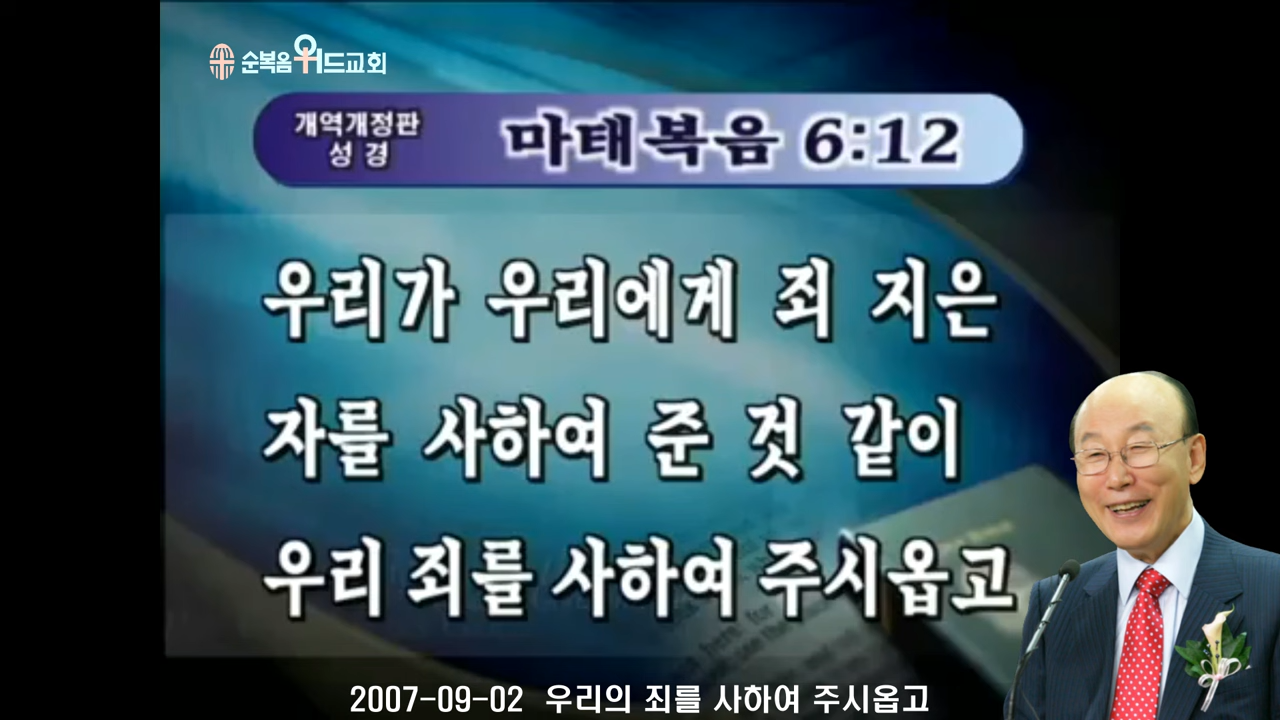 순복음워드교회
개역개정판
성경
마태복음 6:12
우리가 우리에게 죄 지은
자를 사하여 준 것 같이
우리 죄를 사하여 주시옵고
2007-09-02 우리의 죄를 사하여 주시옵고